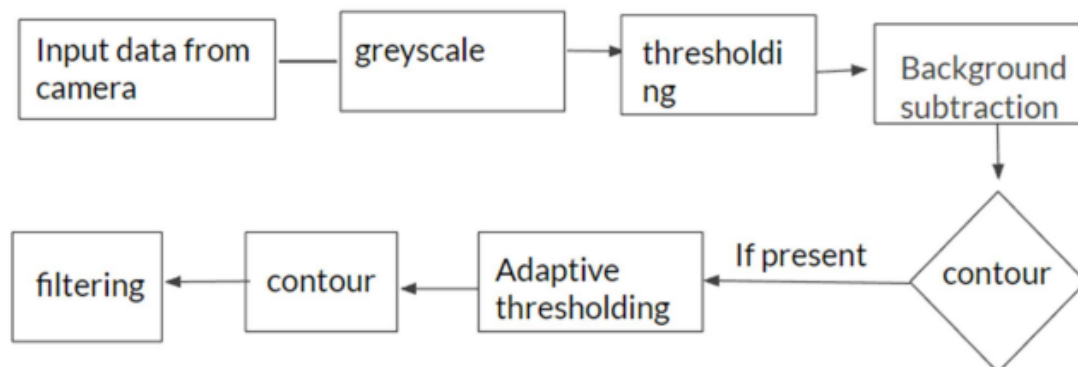 Input data from
camera
greyscale
thresholdi
ng
Background
subtraction
contour
If present
Adaptive
thresholding
contour
filtering